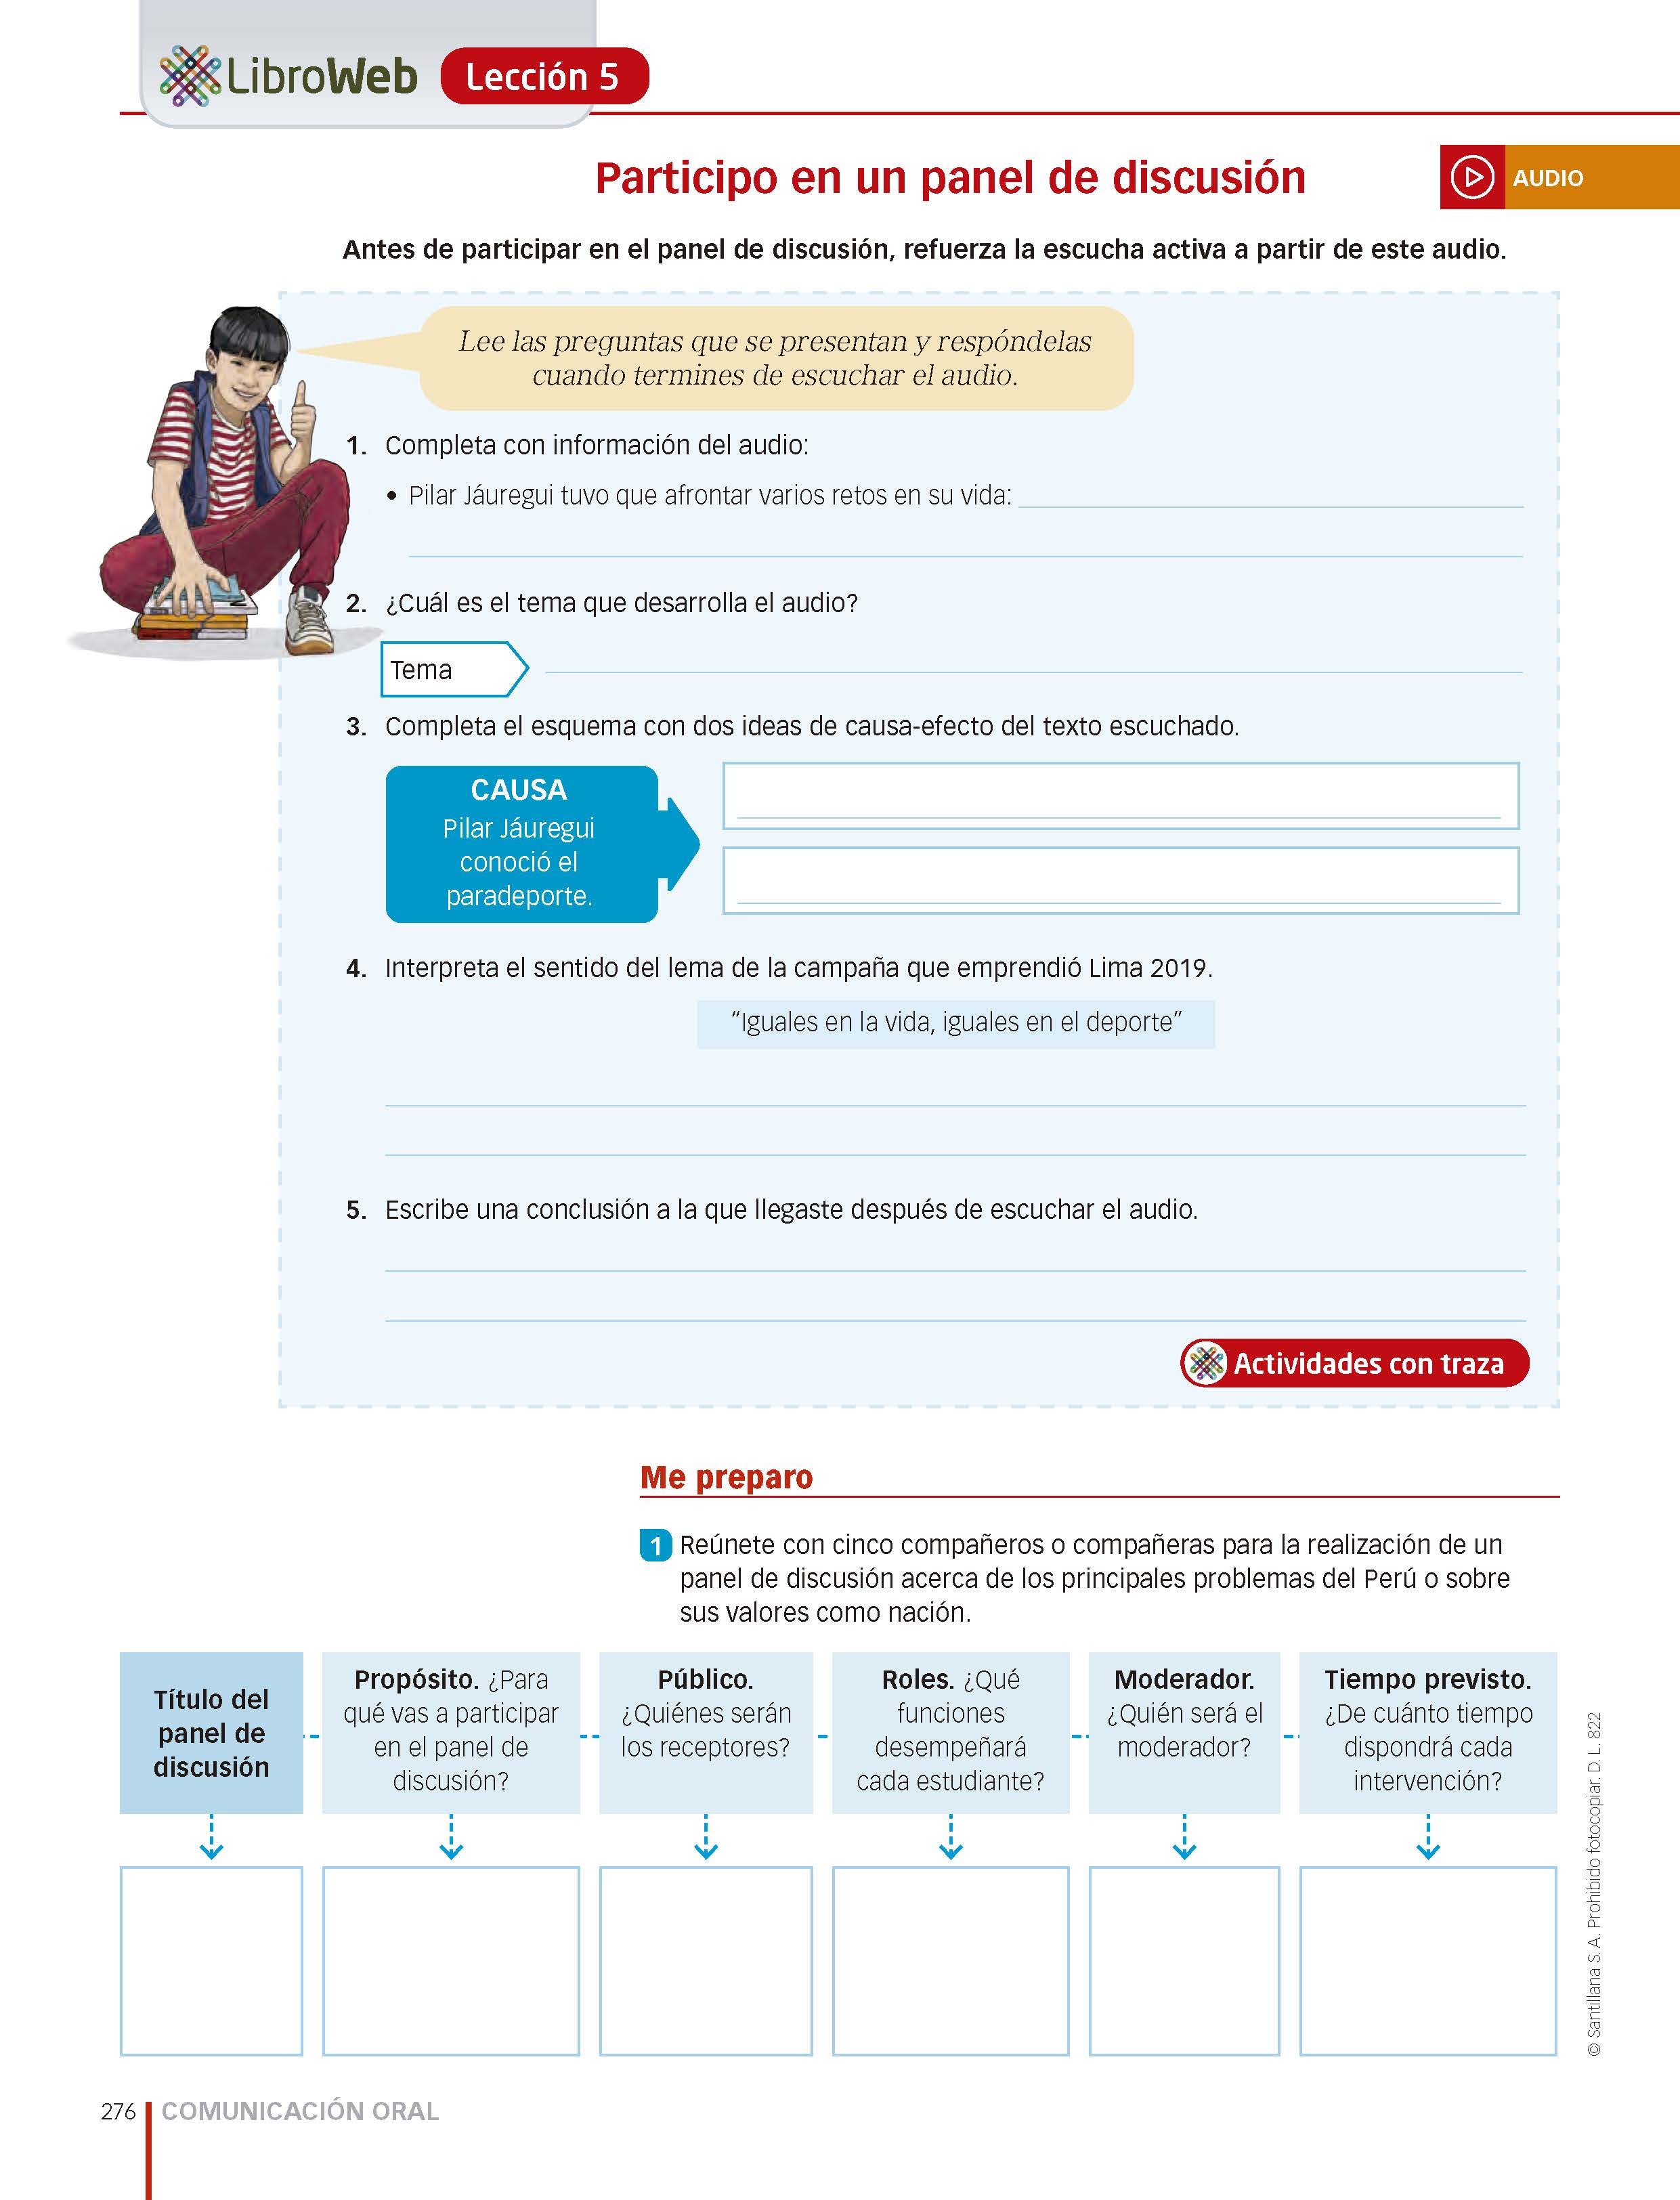 LibroWeb Lección 5
Participo en un panel de discusión
AUDIO
Antes de participar en el panel de discusión, refuerza la escucha activa a partir de este audio.
Lee las preguntas que se presentan y respóndelas
cuando termines de escuchar el audio.
1. Completa con información del audio:
• Pilar Jáuregui tuvo que afrontar varios retos en su vida:
2. ¿Cuál es el tema que desarrolla el audio?
Tema
3. Completa el esquema con dos ideas de causa-efecto del texto escuchado.
CAUSA
Pilar Jáuregui
conoció el
paradeporte.
4. Interpreta el sentido del lema de la campaña que emprendió Lima 2019.
“Iguales en la vida, iguales en el deporte”
5. Escribe una conclusión a la que llegaste después de escuchar el audio.
Actividades con traza
Me preparo
1 Reúnete con cinco compañeros o compañeras para la realización de un
panel de discusión acerca de los principales problemas del Perú o sobre
sus valores como nación.
Título del
panel de
discusión
Propósito. ¿Para
qué vas a participar
en el panel de
discusión?
Público.
¿Quiénes serán
los receptores?
Roles. ¿Qué
funciones
desempeñará
cada estudiante?
Moderador.
¿Quién será el
moderador?
Tiempo previsto.
¿De cuánto tiempo
dispondrá cada
intervención?
© Santillana S. A. Prohibido fotocopiar. D. L. 822
276 COMUNICACIÓN ORAL